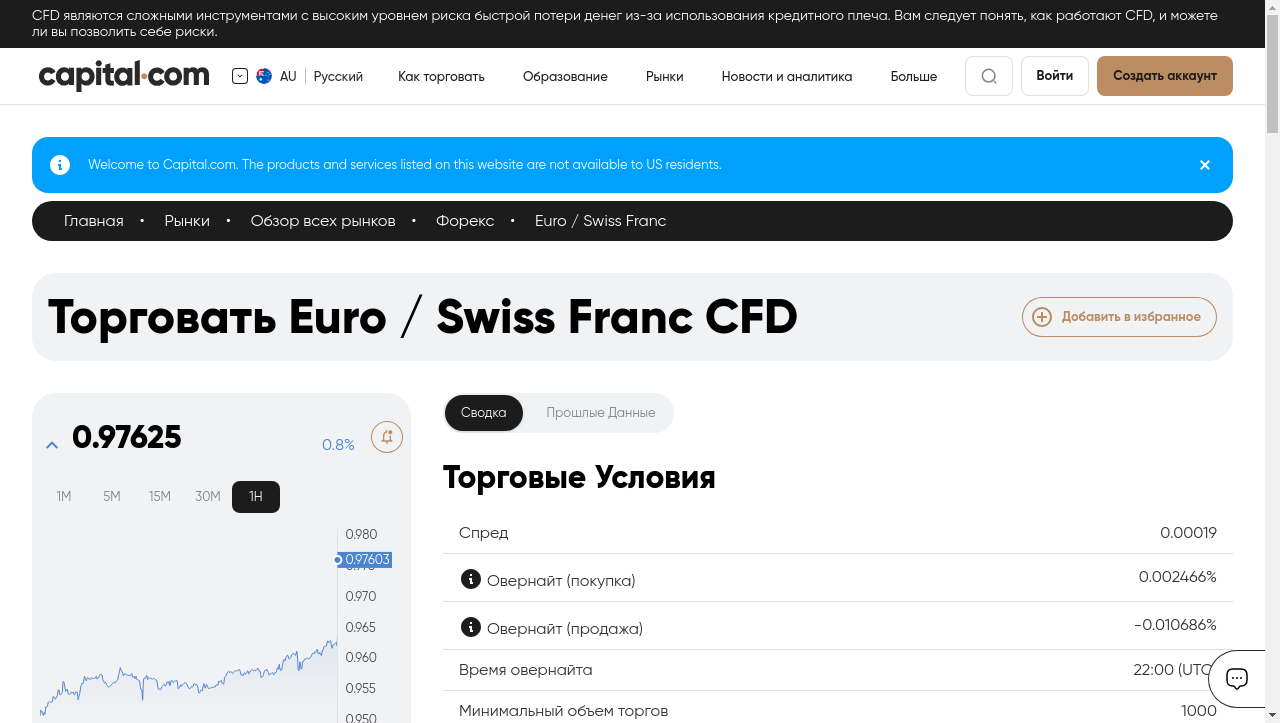 CFD являются сложными инструментами с высоким уровнем риска быстрой потери денег из-за использования кредитного плеча. Вам следует понять, как работают CFD, и можете
ли вы позволить себе риски.
capital.com AU Русский Как торговать Образование Рынки Новости и аналитика Больше Войти Создать аккаунт
Welcome to Capital.com. The products and services listed on this website are not available to US residents.
Главная • Рынки • Обзор всех рынков • Форекс • Euro / Swiss Franc
Торговать Euro / Swiss Franc CFD
Добавить в избранное
0.97625 0.8%
1M 5M 15M 30M 1H
0.980
0.97603
0.970
0.965
0.960
0.955
0.950
Сводка Прошлые Данные
Торговые Условия
Спред 0.00019
Овернайт (покупка) 0.002466%
Овернайт (продажа) -0.010686%
Время овернайта 22:00 (UTC
Минимальный объем торгов 1000